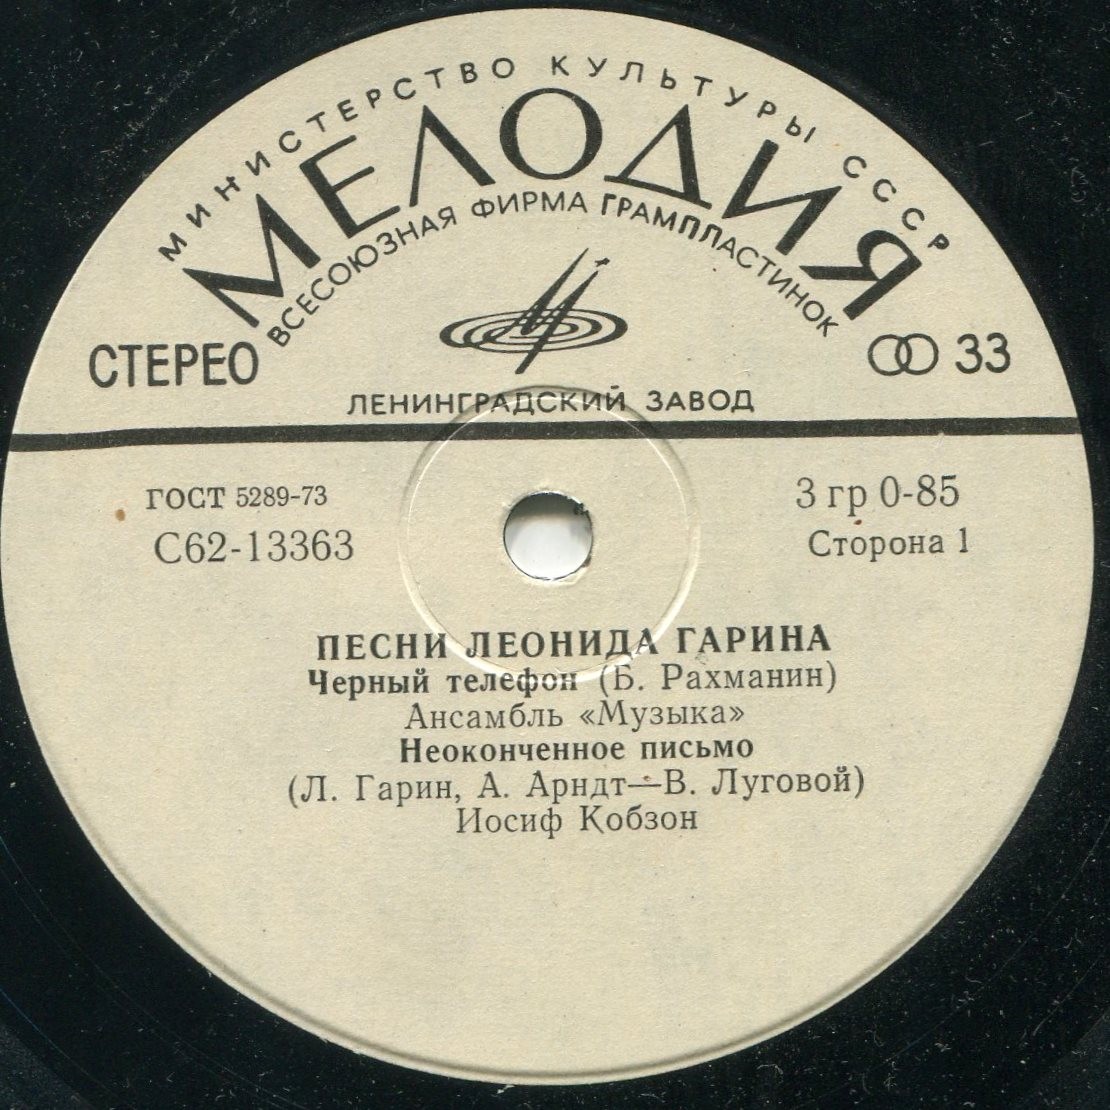 МИНИСТЕРСТВО КУЛЬТУРЫ СССР
МЕЛОДИЯ
ВСЕСОЮЗНАЯ ФИРМА ГРАМПЛАСТИНОК
СТЕРЕО
33
ЛЕНИНГРАДСКИЙ ЗАВОД
ГОСТ 5289-73
3 гр 0-85
С62-13363
Сторона 1
ПЕСНИ ЛЕОНИДА ГАРИНА
Черный телефон (Б. Рахманин)
Ансамбль «Музыка»
Неоконченное письмо
(Л. Гарин, А. Арндт—В. Луговой)
Иосиф Кобзон